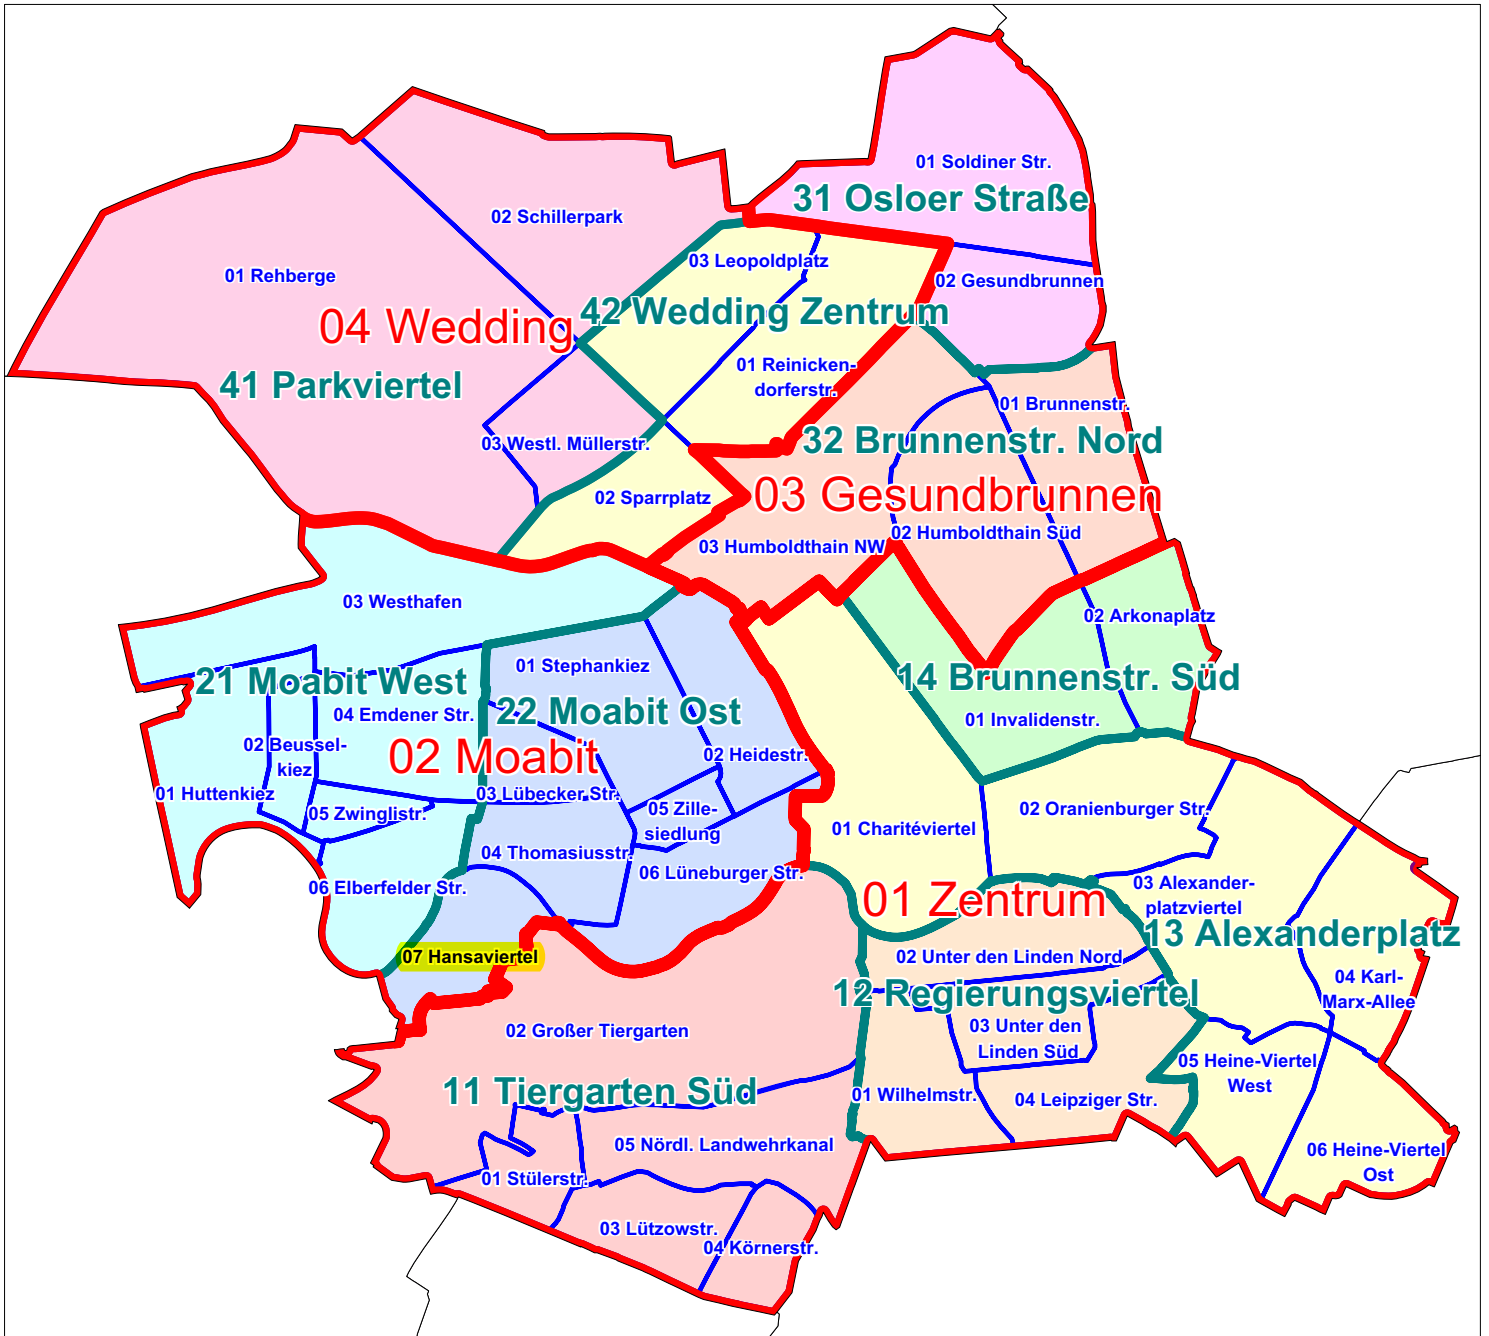 01 Soldiner Str.
31 Osloer Straße
02 Schillerpark
03 Leopoldplatz
01 Rehberge
02 Gesundbrunnen
42 Wedding Zentrum
04 Wedding
01 Reinicken-
dorferstr.
41 Parkviertel
01 Brunnenstr.
03 Westl. Müllerstr.
32 Brunnenstr. Nord
02 Sparrplatz
03 Gesundbrunnen
02 Humboldthain Süd
03 Humboldthain NW
03 Westhafen
02 Arkonaplatz
01 Stephankiez
21 Moabit West
14 Brunnenstr. Süd
04 Emdener Str.
22 Moabit Ost
01 Invalidenstr.
02 Beussel-
kiez
02 Moabit
02 Heidestr.
01 Huttenkiez
03 Lübecker Str.
05 Zwinglistr.
05 Zille-
siedlung
02 Oranienburger Str.
01 Charitéviertel
04 Thomasiusstr.
06 Lüneburger Str.
06 Elberfelder Str.
03 Alexander-
platzviertel
01 Zentrum
13 Alexanderplatz
07 Hansaviertel
02 Unter den Linden Nord
12 Regierungsviertel
04 Karl-
Marx-Allee
02 Großer Tiergarten
03 Unter den
Linden Süd
05 Heine-Viertel
West
11 Tiergarten Süd
01 Wilhelmstr.
04 Leipziger Str.
05 Nördl. Landwehrkanal
06 Heine-Viertel
Ost
01 Stülerstr.
03 Lützowstr.
04 Körnerstr.